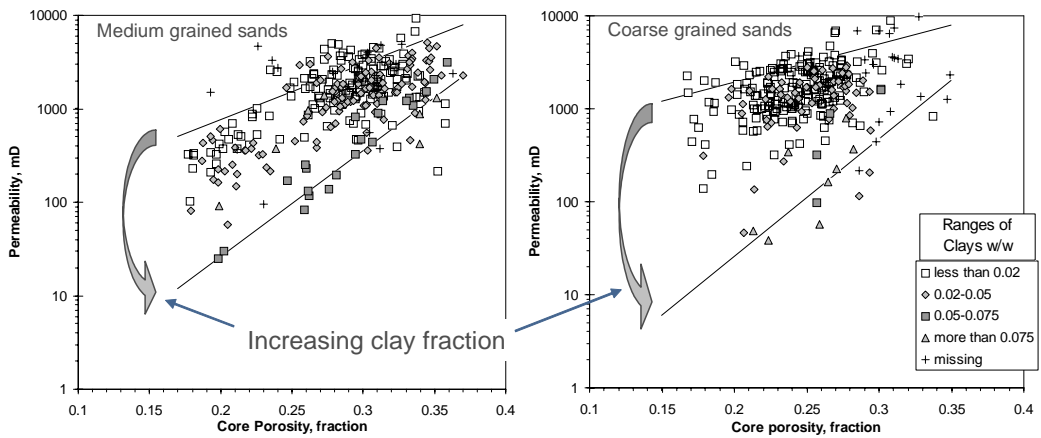 Medium grained sands
10000
1000
100
10
1
0.1
0.15
0.2
0.25
0.3
0.35
0.4
Permeability, mD
Core Porosity, fraction
Increasing clay fraction
Coarse grained sands
10000
1000
100
10
1
0.1
0.15
0.2
0.25
0.3
0.35
0.4
Permeability, mD
Core porosity, fraction
Ranges of
Clays w/w
less than 0.02
0.02-0.05
0.05-0.075
more than 0.075
missing